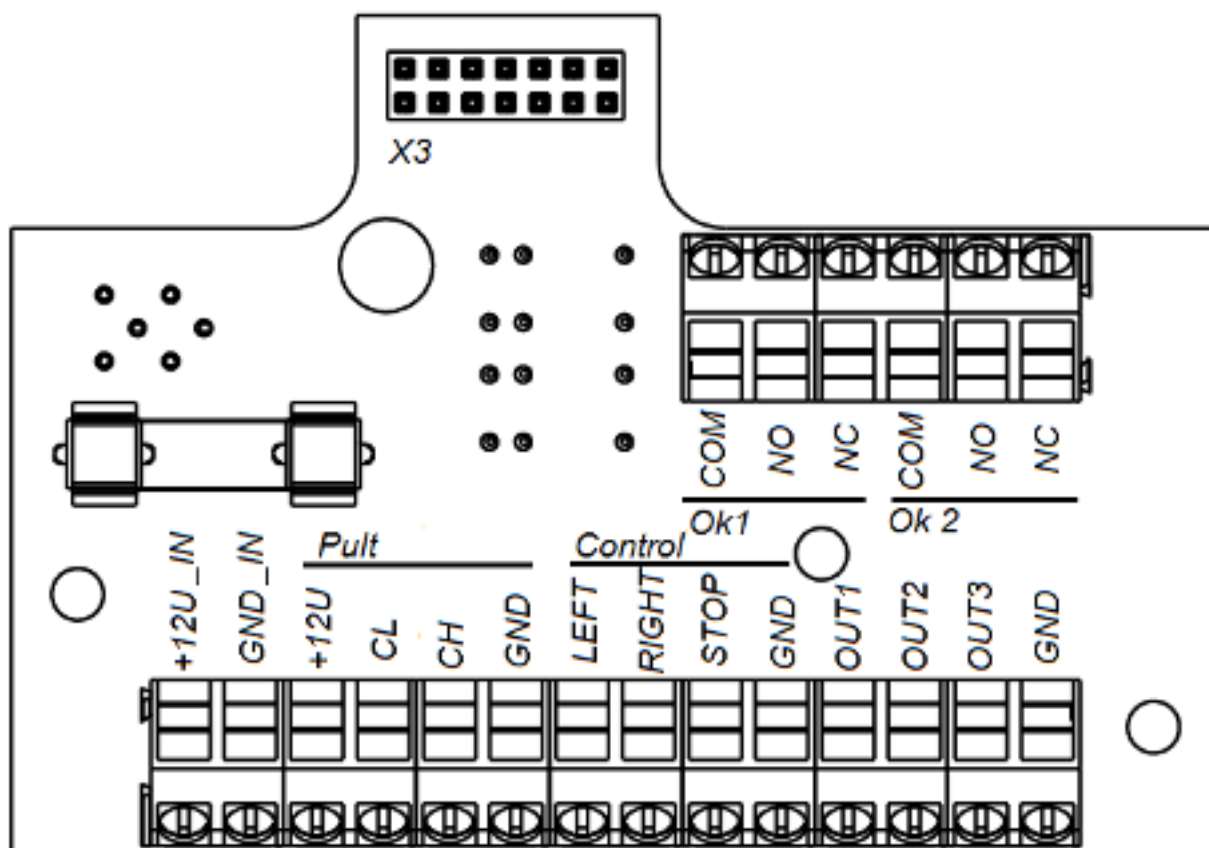 X3
COM NO NC COM NO NC
Ok1 Ok 2
Pult Control
+12U_IN GND_IN +12U CL CH GND LEFT RIGHT STOP GND OUT1 OUT2 OUT3 GND